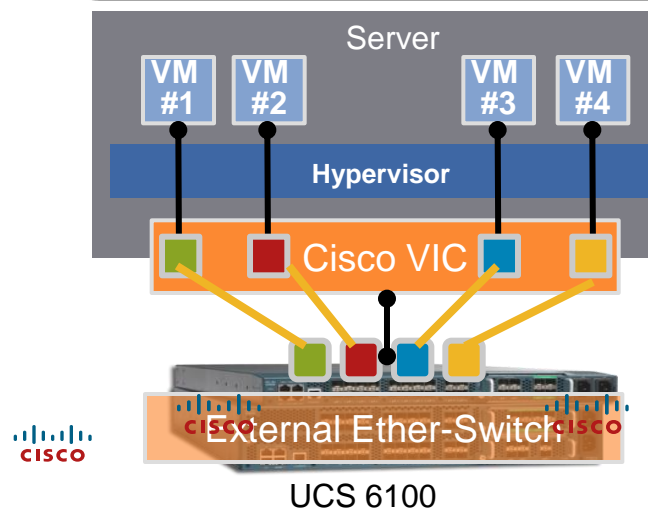 Server
VM #1
VM #2
VM #3
VM #4
Hypervisor
Cisco VIC
External Ether-Switch
CISCO
CISCO
CISCO
UCS 6100